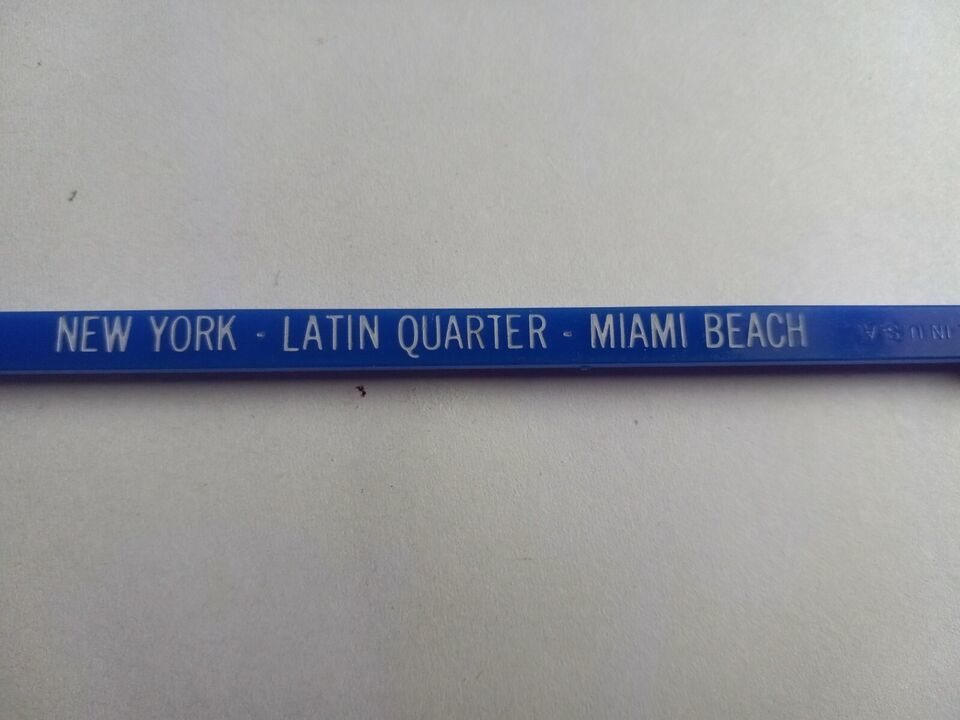 NEW YORK - LATIN QUARTER - MIAMI BEACH
IN U.S.A